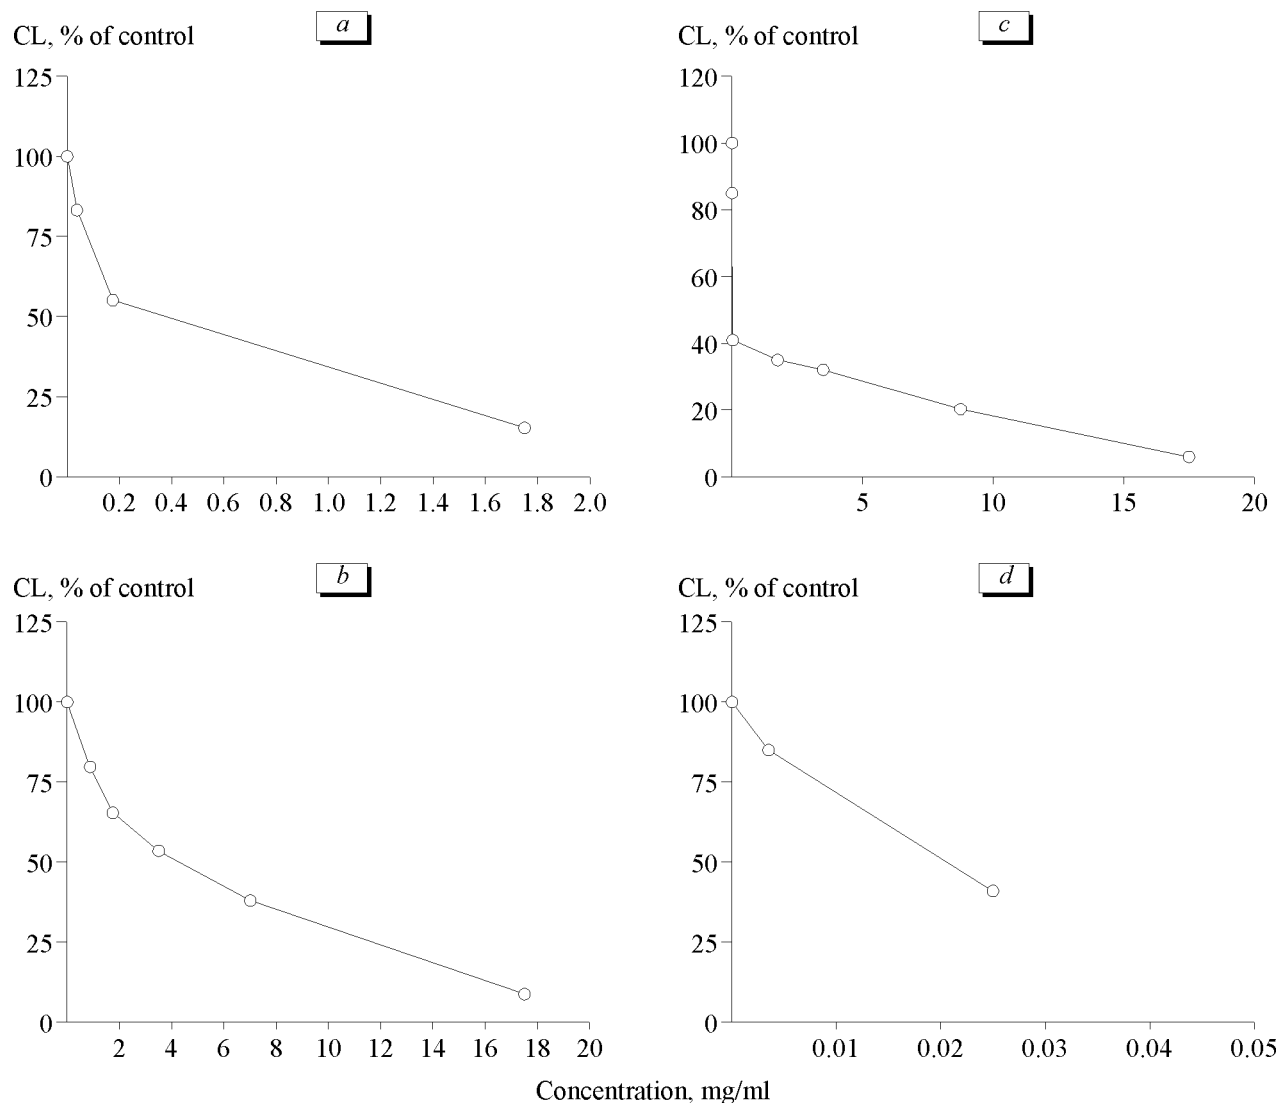 a
CL, % of control
125
100
75
50
25
0
0.2 0.4 0.6 0.8 1.0 1.2 1.4 1.6 1.8 2.0
c
CL, % of control
120
100
80
60
40
20
0
5 10 15 20
b
CL, % of control
125
100
75
50
25
0
2 4 6 8 10 12 14 16 18 20
d
CL, % of control
125
100
75
50
25
0
0.01 0.02 0.03 0.04 0.05
Concentration, mg/ml